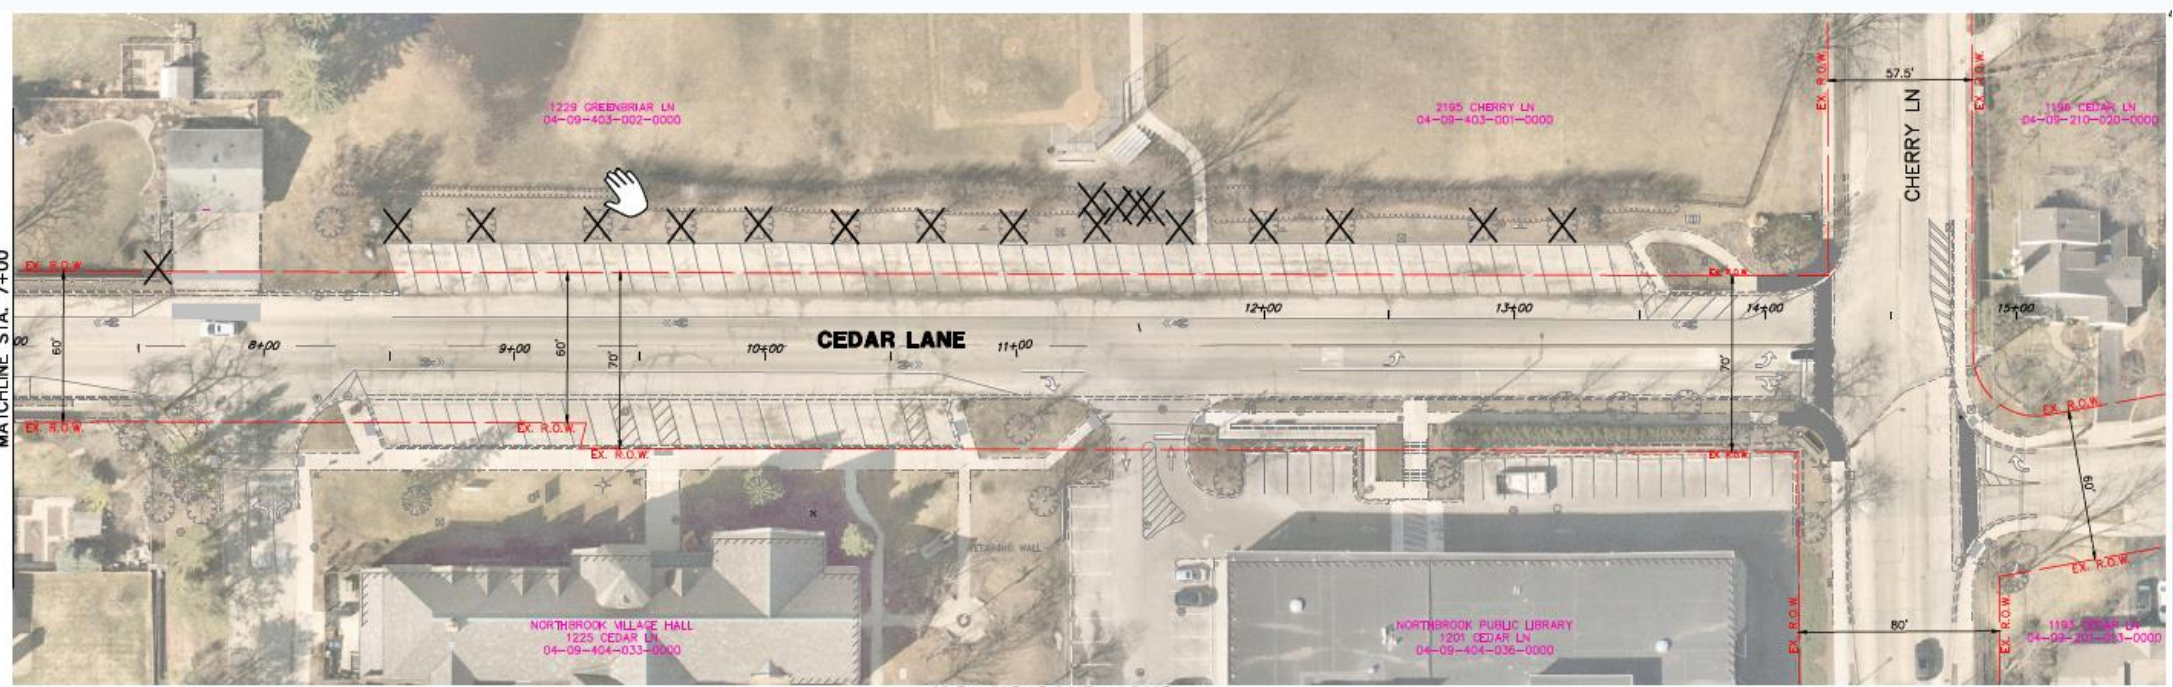 1229 GREENBRIAR LN
04-09-403-002-0000
2195 CHERRY LN
04-09-403-001-0000
EX. R.O.W.
57.5'
EX. R.O.W.
CHERRY LN
04-09-210-020-0000
MATCHLINE STA. 7+00
EX. R.O.W.
EX. R.O.W.
60'
60'
70'
70'
00
8+00
9+00
10+00
11+00
12+00
13+00
14+00
15+00
CEDAR LANE
EX. R.O.W.
EX. R.O.W.
EX. R.O.W.
EX. R.O.W.
EX. R.O.W.
60'
EX. R.O.W.
RETAINING WALL
NORTHBROOK VILLAGE HALL
1225 CEDAR LN
04-09-404-033-0000
NORTHBROOK PUBLIC LIBRARY
1201 CEDAR LN
04-09-404-036-0000
EX. R.O.W.
80'
EX. R.O.W.
1193 CEDAR LN
04-09-201-013-0000